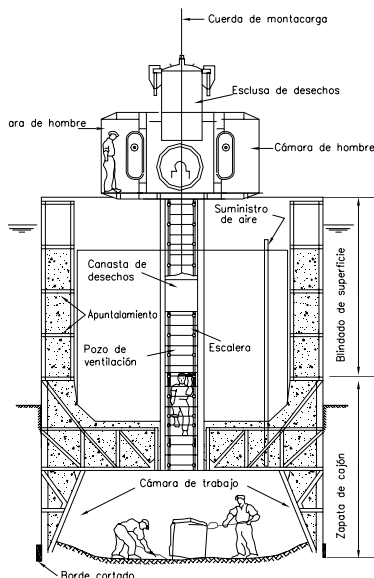 Cuerda de montacarga
Esclusa de desechos
ara de hombre
Cámara de hombre
Suministro
de aire
Canasta de
desechos
Apuntalamiento
Pozo de
ventilación
Escalera
Blindado de superficie
Zapata de cajón
Cámara de trabajo
Borde cortado